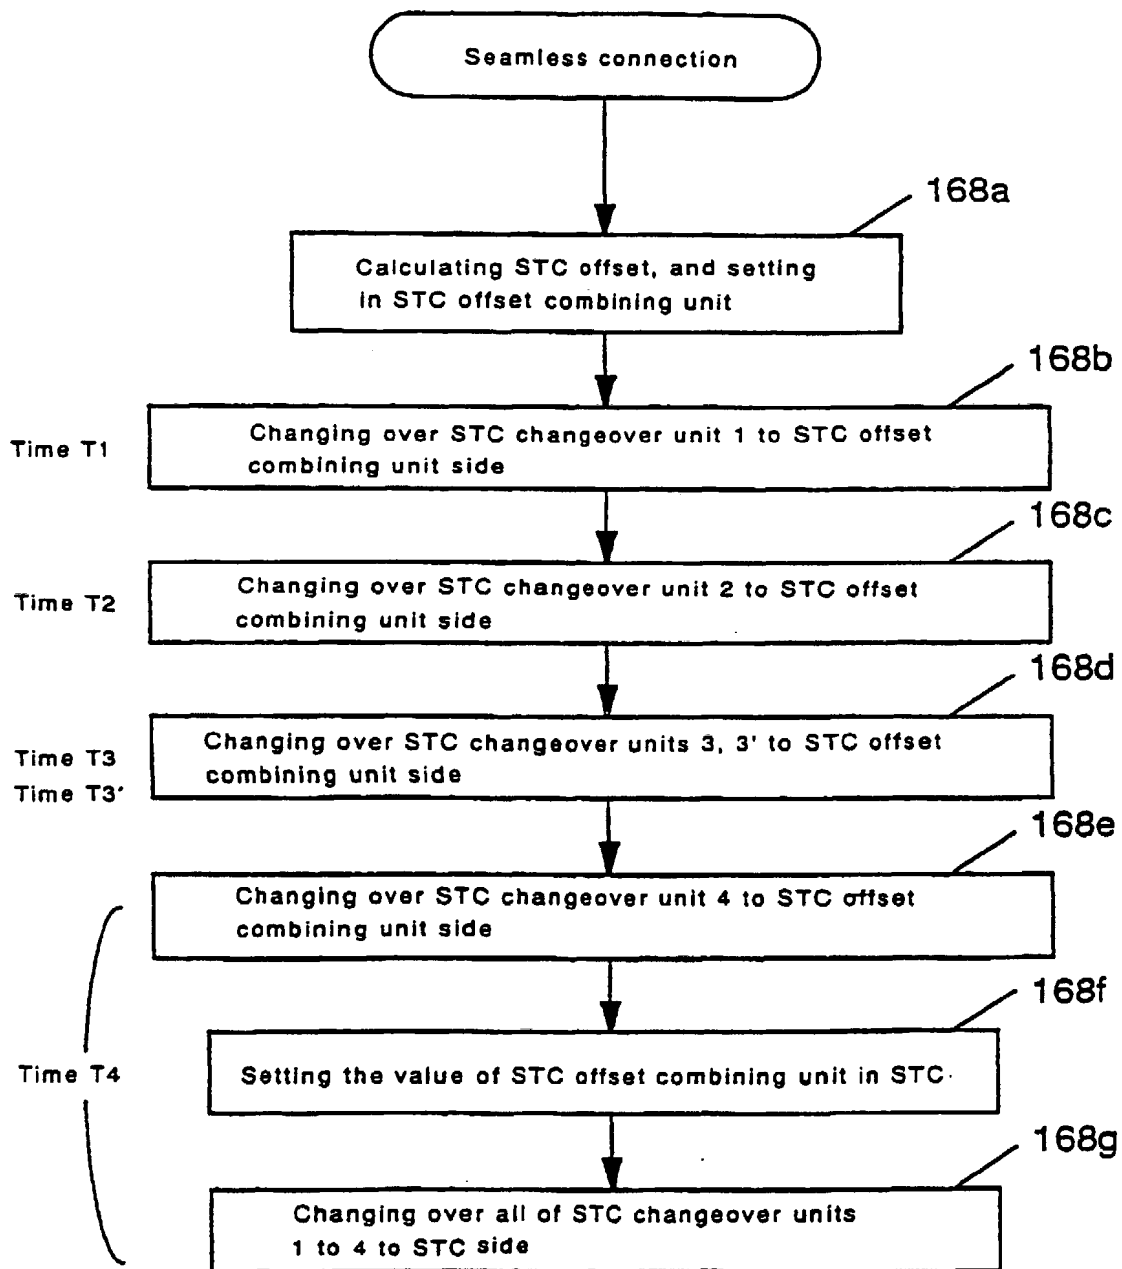 Seamless connection
168a
Calculating STC offset, and setting
in STC offset combining unit
168b
Time T1
Changing over STC changeover unit 1 to STC offset
combining unit side
168c
Time T2
Changing over STC changeover unit 2 to STC offset
combining unit side
168d
Time T3
Time T3'
Changing over STC changeover units 3, 3' to STC offset
combining unit side
168e
Changing over STC changeover unit 4 to STC offset
combining unit side
168f
Time T4
Setting the value of STC offset combining unit in STC
168g
Changing over all of STC changeover units
1 to 4 to STC side